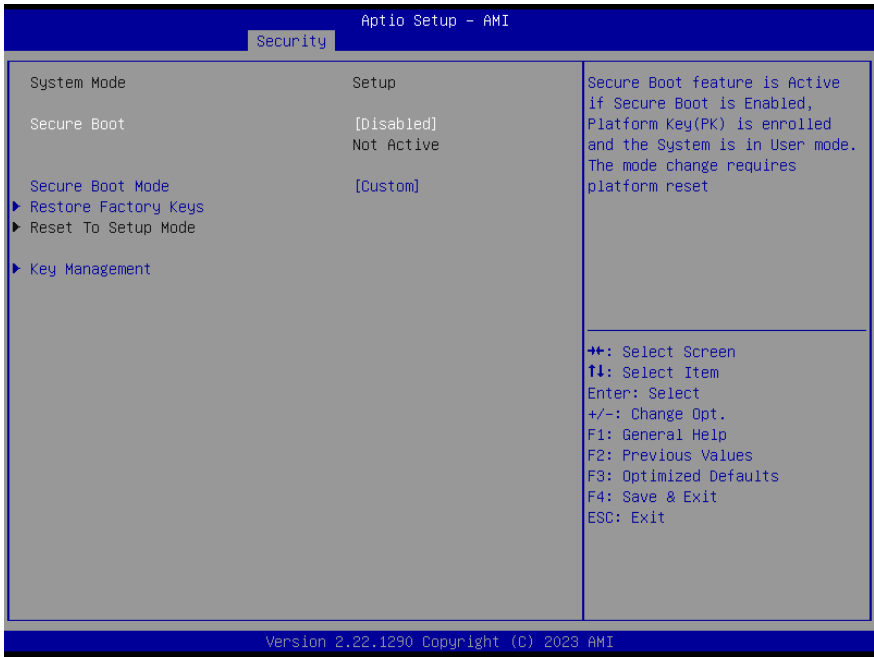 Aptio Setup – AMI
Security
System Mode Setup
Secure Boot [Disabled]
Not Active
Secure Boot Mode [Custom]
Restore Factory Keys
Reset To Setup Mode
Key Management
Secure Boot feature is Active
if Secure Boot is Enabled,
Platform Key(PK) is enrolled
and the System is in User mode.
The mode change requires
platform reset
→←: Select Screen
↑↓: Select Item
Enter: Select
+/-: Change Opt.
F1: General Help
F2: Previous Values
F3: Optimized Defaults
F4: Save & Exit
ESC: Exit
Version 2.22.1290 Copyright (C) 2023 AMI